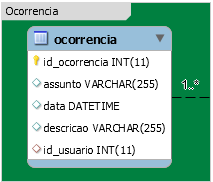 Ocorrencia
ocorrencia
id_ocorrencia INT(11)
assunto VARCHAR(255)
1..*
data DATETIME
descricao VARCHAR(255)
id_usuario INT(11)